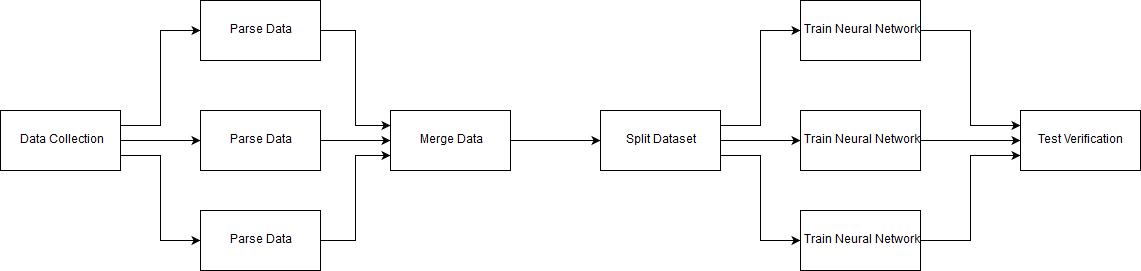 Parse Data
Train Neural Network
Data Collection
Parse Data
Merge Data
Split Dataset
Train Neural Network
Test Verification
Parse Data
Train Neural Network